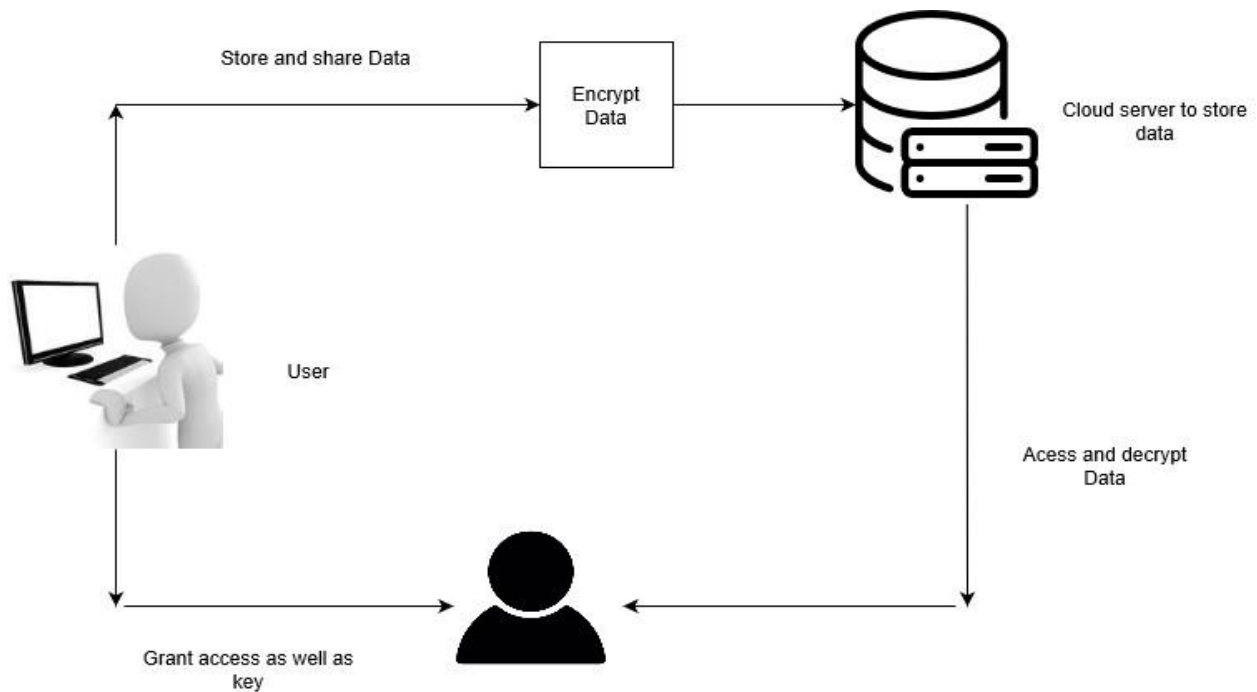 Store and share Data
Encrypt
Data
Cloud server to store
data
User
Acess and decrypt
Data
Grant access as well as
key